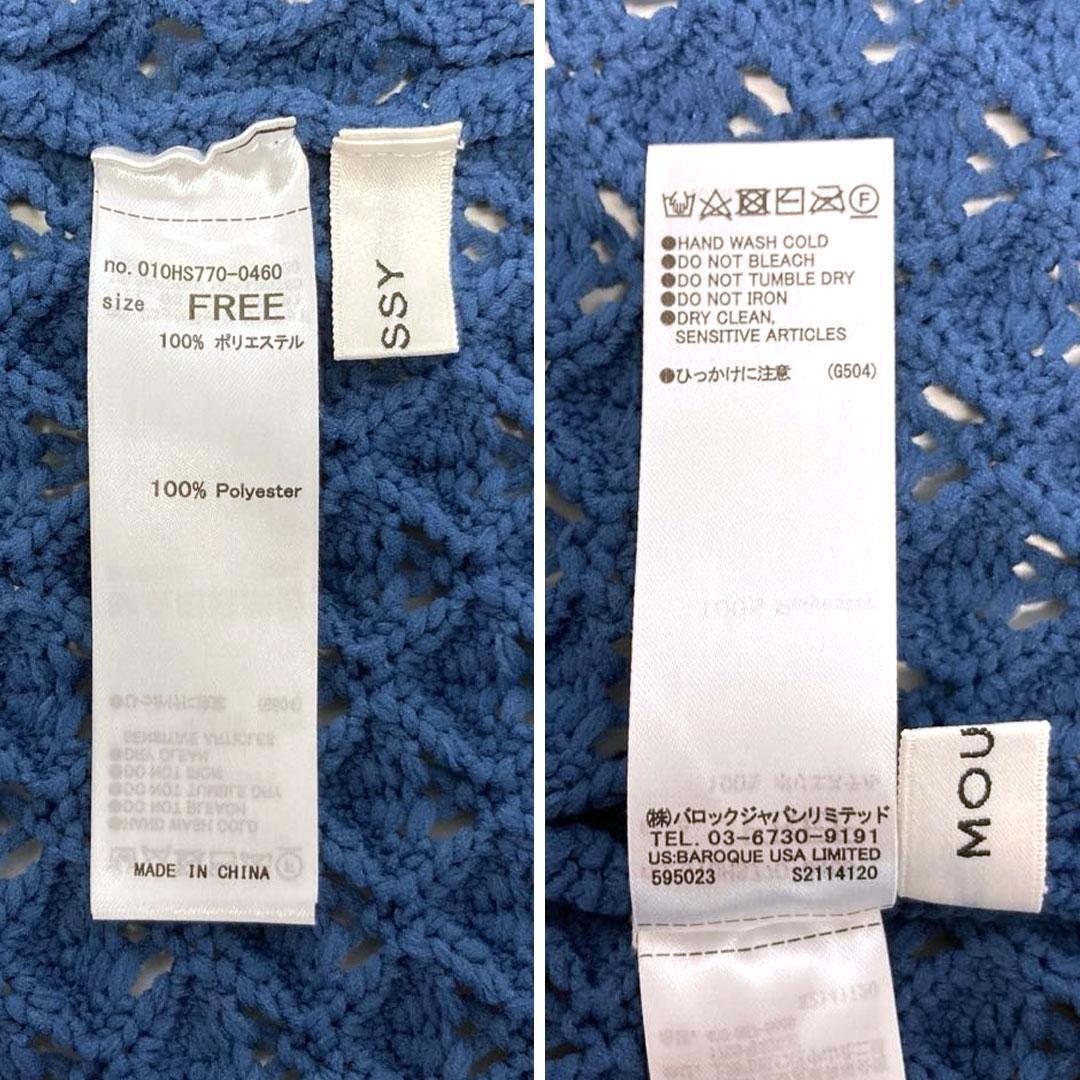 no. 010HS770-0460
size FREE
100% ポリエステル
100% Polyester
MADE IN CHINA
SSY
HAND WASH COLD
DO NOT BLEACH
DO NOT TUMBLE DRY
DO NOT IRON
DRY CLEAN,
SENSITIVE ARTICLES
ひっかけに注意 (G504)
(株)バロックジャパンリミテッド
TEL. 03-6730-9191
US:BAROQUE USA LIMITED
595023 S2114120
MOU